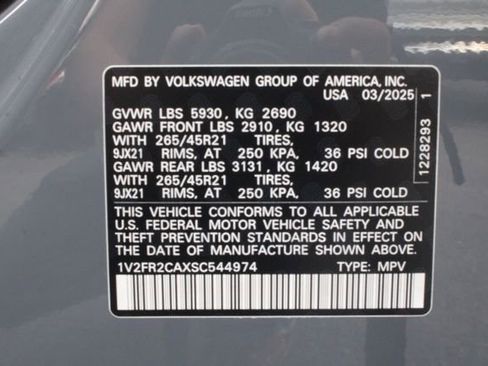 MFD BY VOLKSWAGEN GROUP OF AMERICA, INC.
USA 03/2025
GVWR LBS 5930, KG 2690
GAWR FRONT LBS 2910, KG 1320
WITH 265/45R21 TIRES,
9JX21 RIMS, AT 250 KPA, 36 PSI COLD
GAWR REAR LBS 3131, KG 1420
WITH 265/45R21 TIRES,
9JX21 RIMS, AT 250 KPA, 36 PSI COLD
THIS VEHICLE CONFORMS TO ALL APPLICABLE
U.S. FEDERAL MOTOR VEHICLE SAFETY AND
THEFT PREVENTION STANDARDS IN EFFECT ON
THE DATE OF MANUFACTURE SHOWN ABOVE.
1V2FR2CAXSC544974 TYPE: MPV
1228293 1